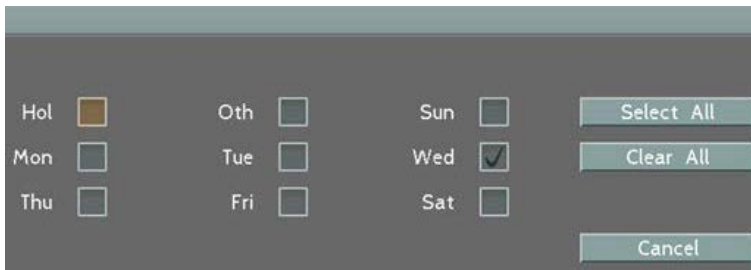 Hol Oth Sun Select All
Mon Tue Wed Clear All
Thu Fri Sat
Cancel